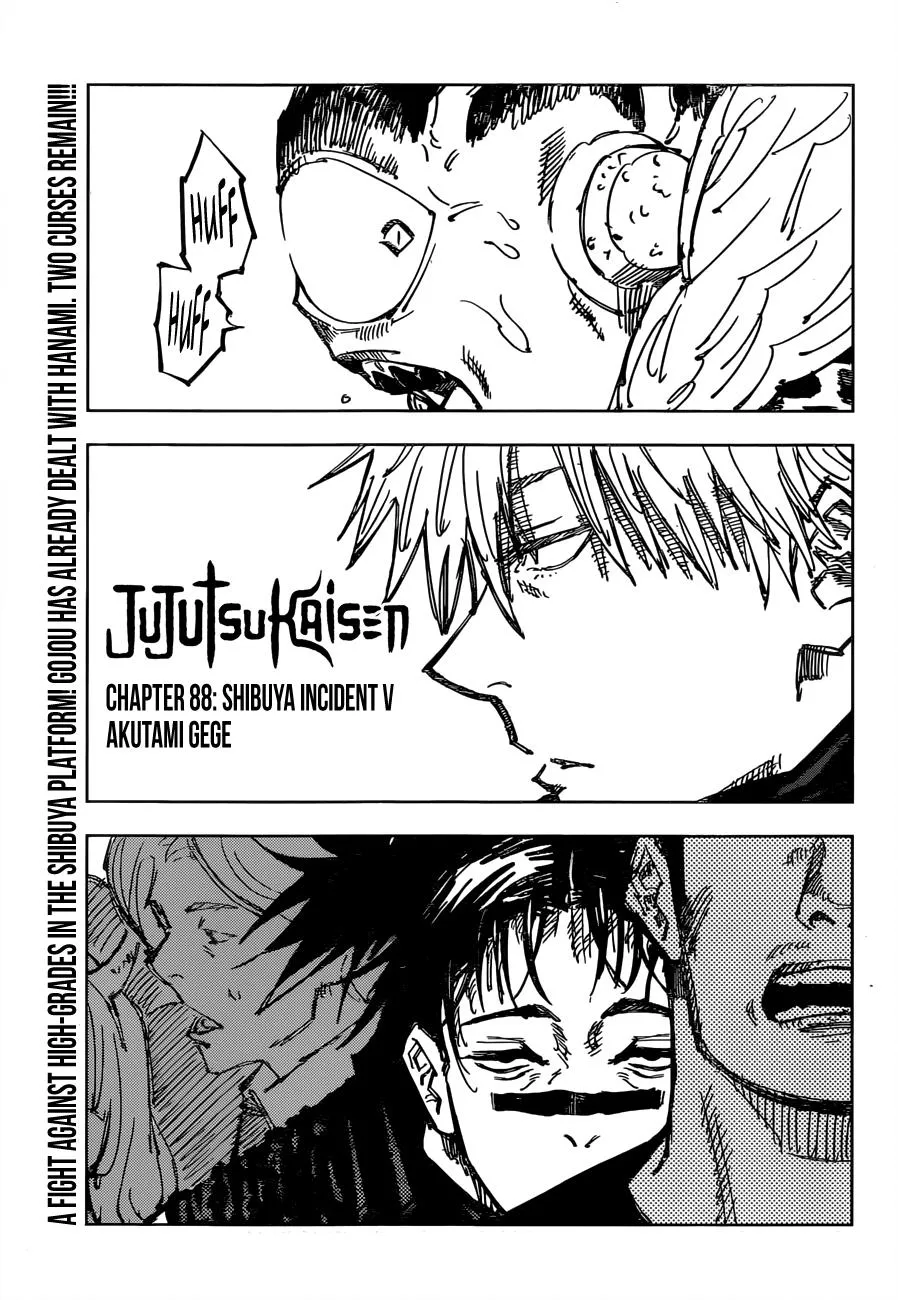 A FIGHT AGAINST HIGH-GRADES IN THE SHIBUYA PLATFORM! GOJOU HAS ALREADY DEALT WITH HANAMI. TWO CURSES REMAIN!!!
HUFF
HUFF
JUJUTSU KAISEN
CHAPTER 88: SHIBUYA INCIDENT V
AKUTAMI GEGE